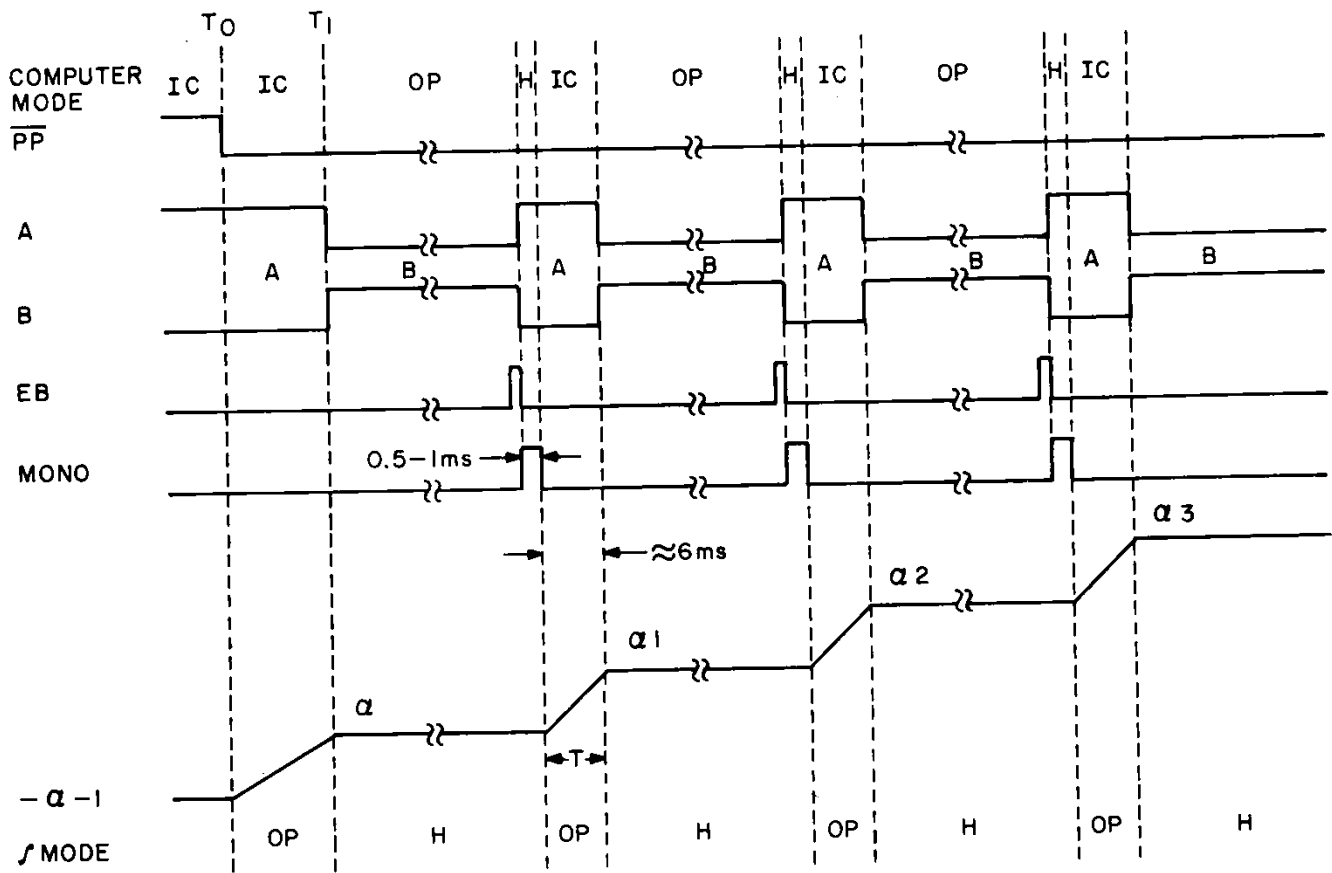 T0 T1
COMPUTER MODE IC IC OP H IC OP H IC OP H IC OP
PP
A
A B A B A B A B
B
EB
0.5-1ms
MONO
≈6ms
α3
α2
α1
α
T
-α-1
OP H OP H OP H OP H
∫ MODE